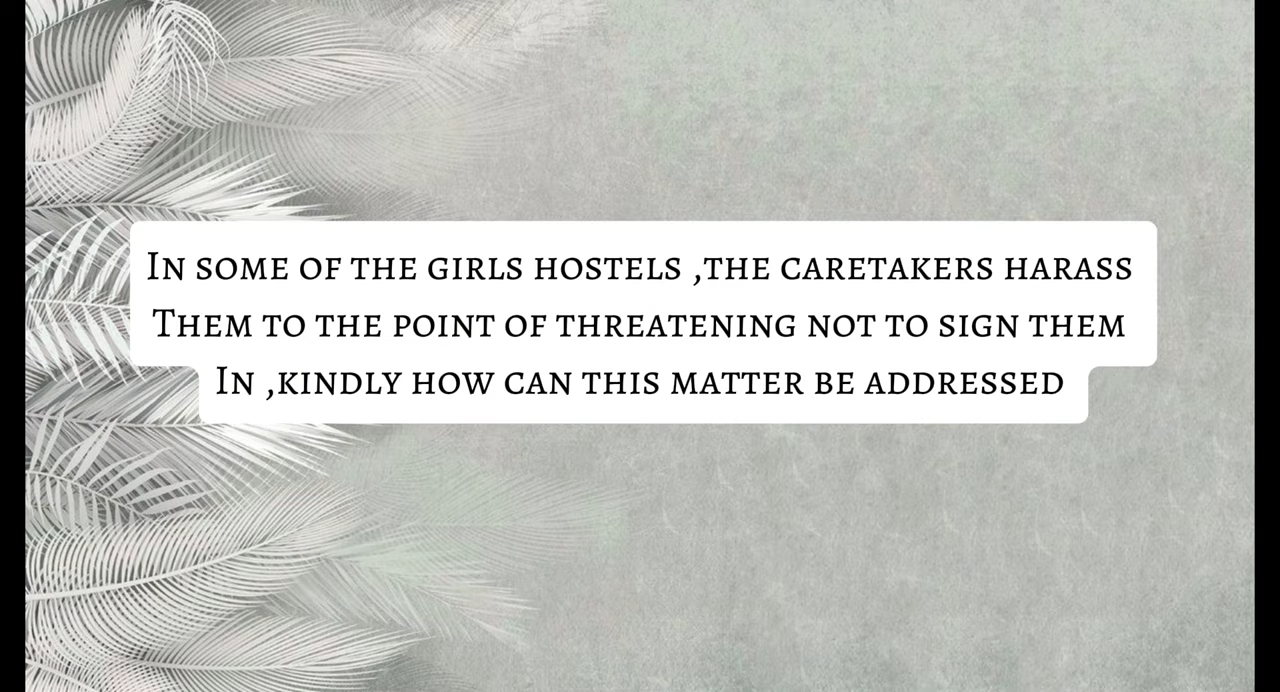 In some of the girls hostels ,the caretakers harass
Them to the point of threatening not to sign them
In ,kindly how can this matter be addressed